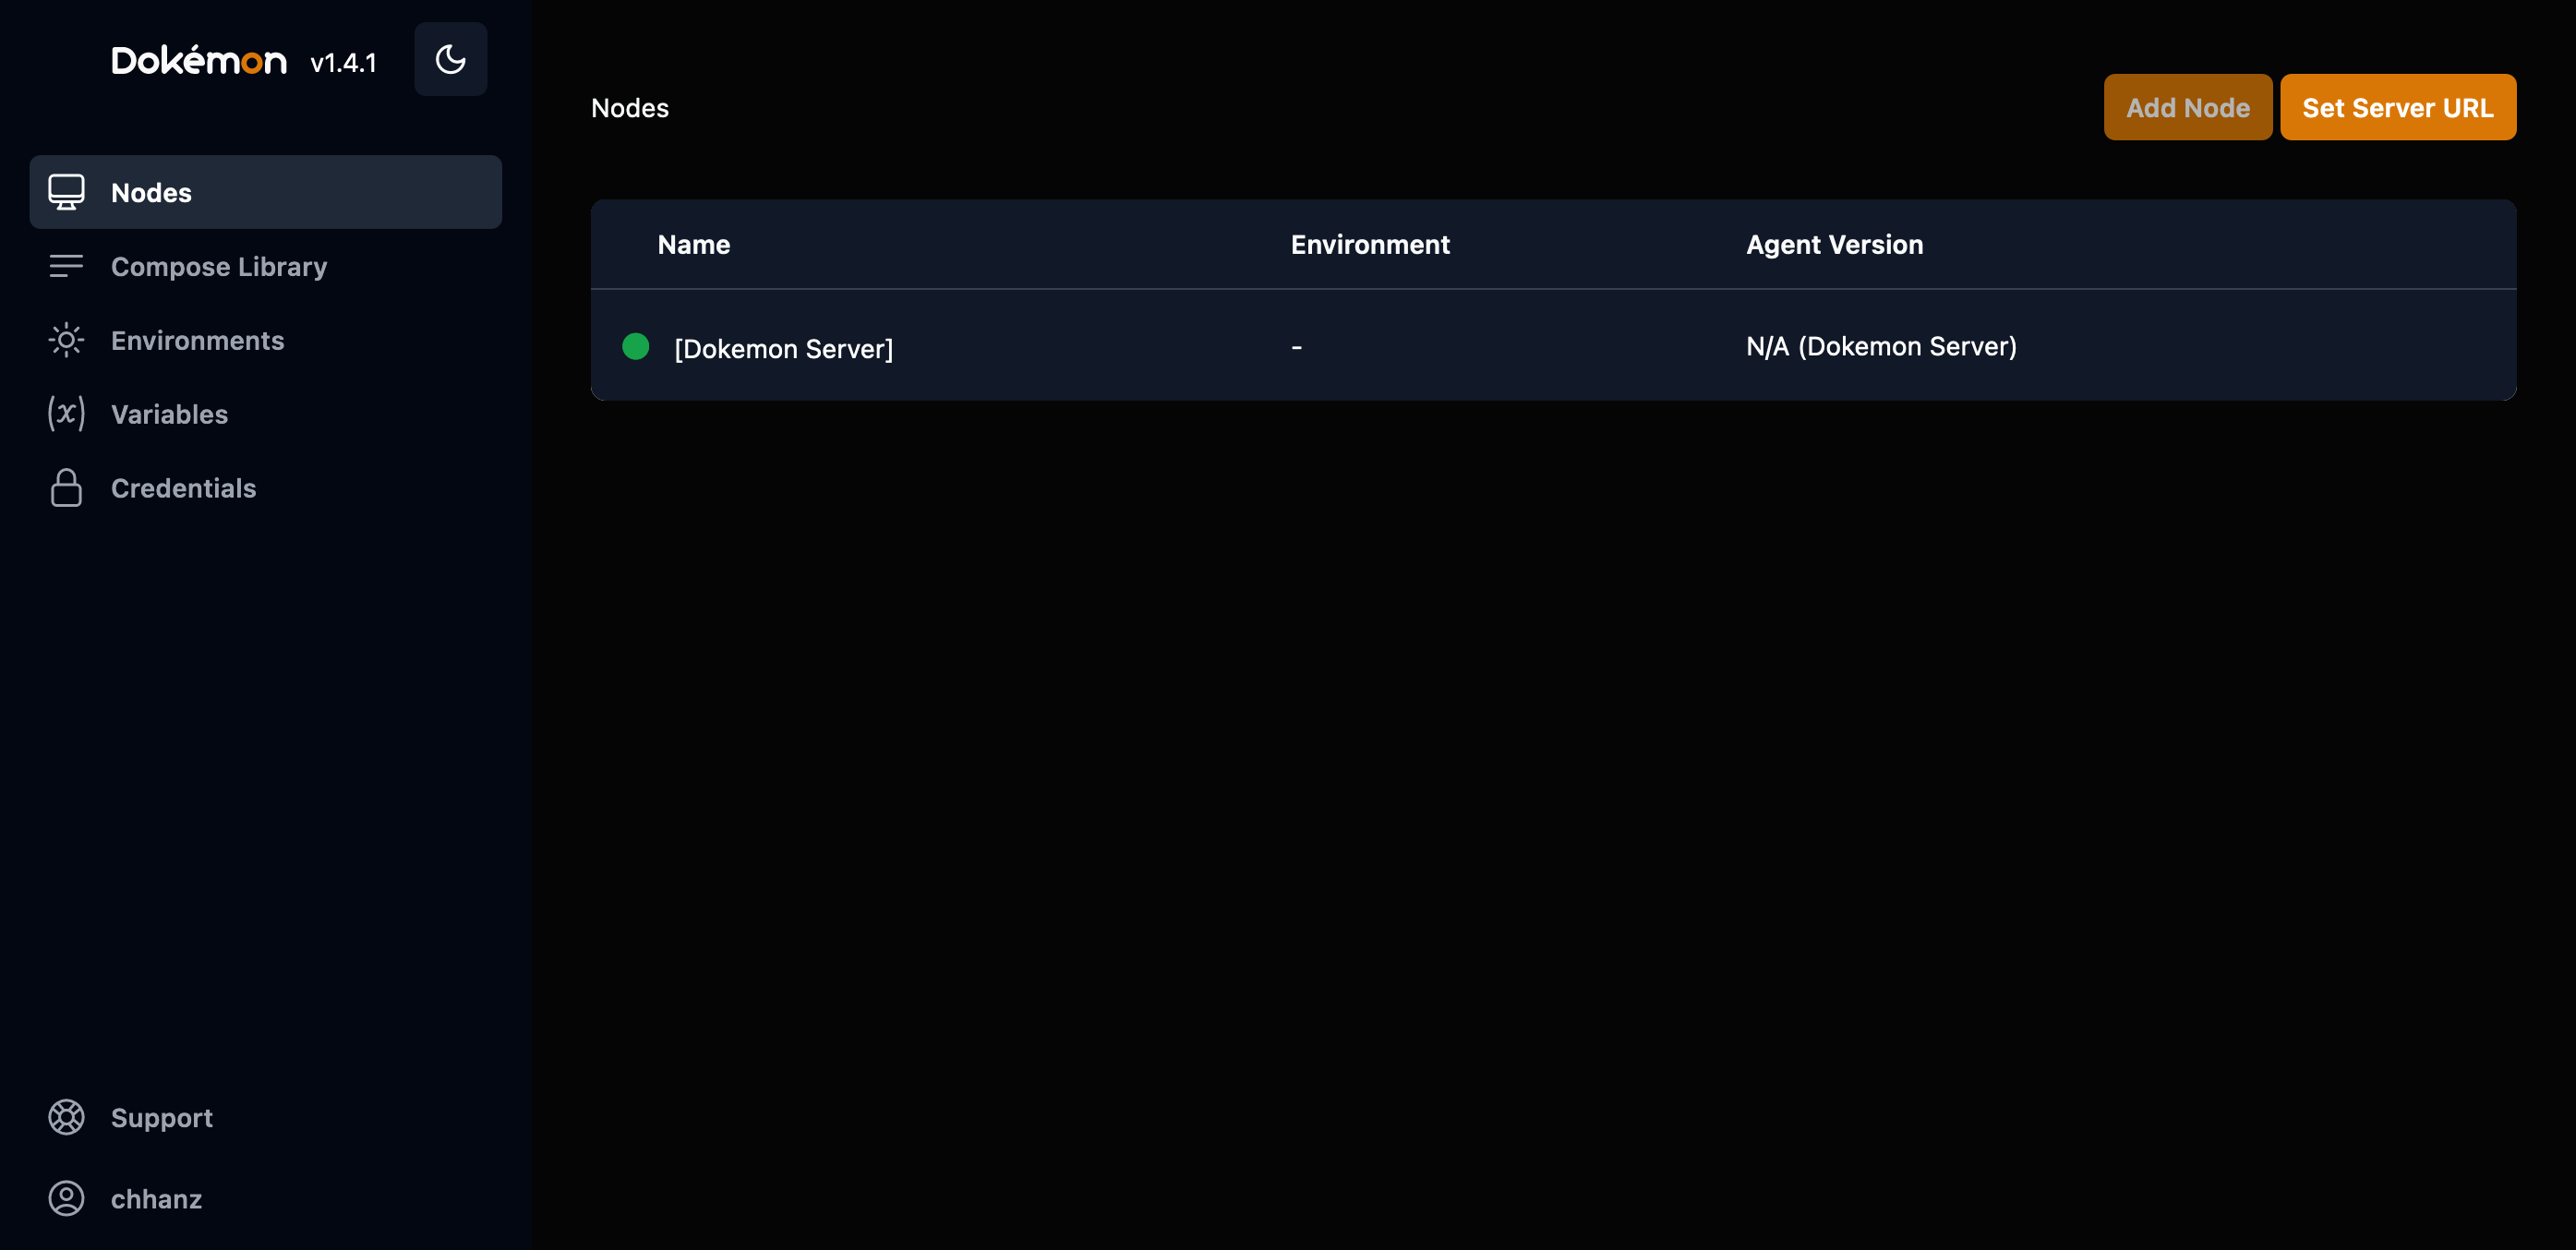 Dokémon v1.4.1
Nodes
Compose Library
Environments
Variables
Credentials
Support
chhanz
Nodes
Add Node Set Server URL
Name Environment Agent Version
[Dokemon Server] - N/A (Dokemon Server)